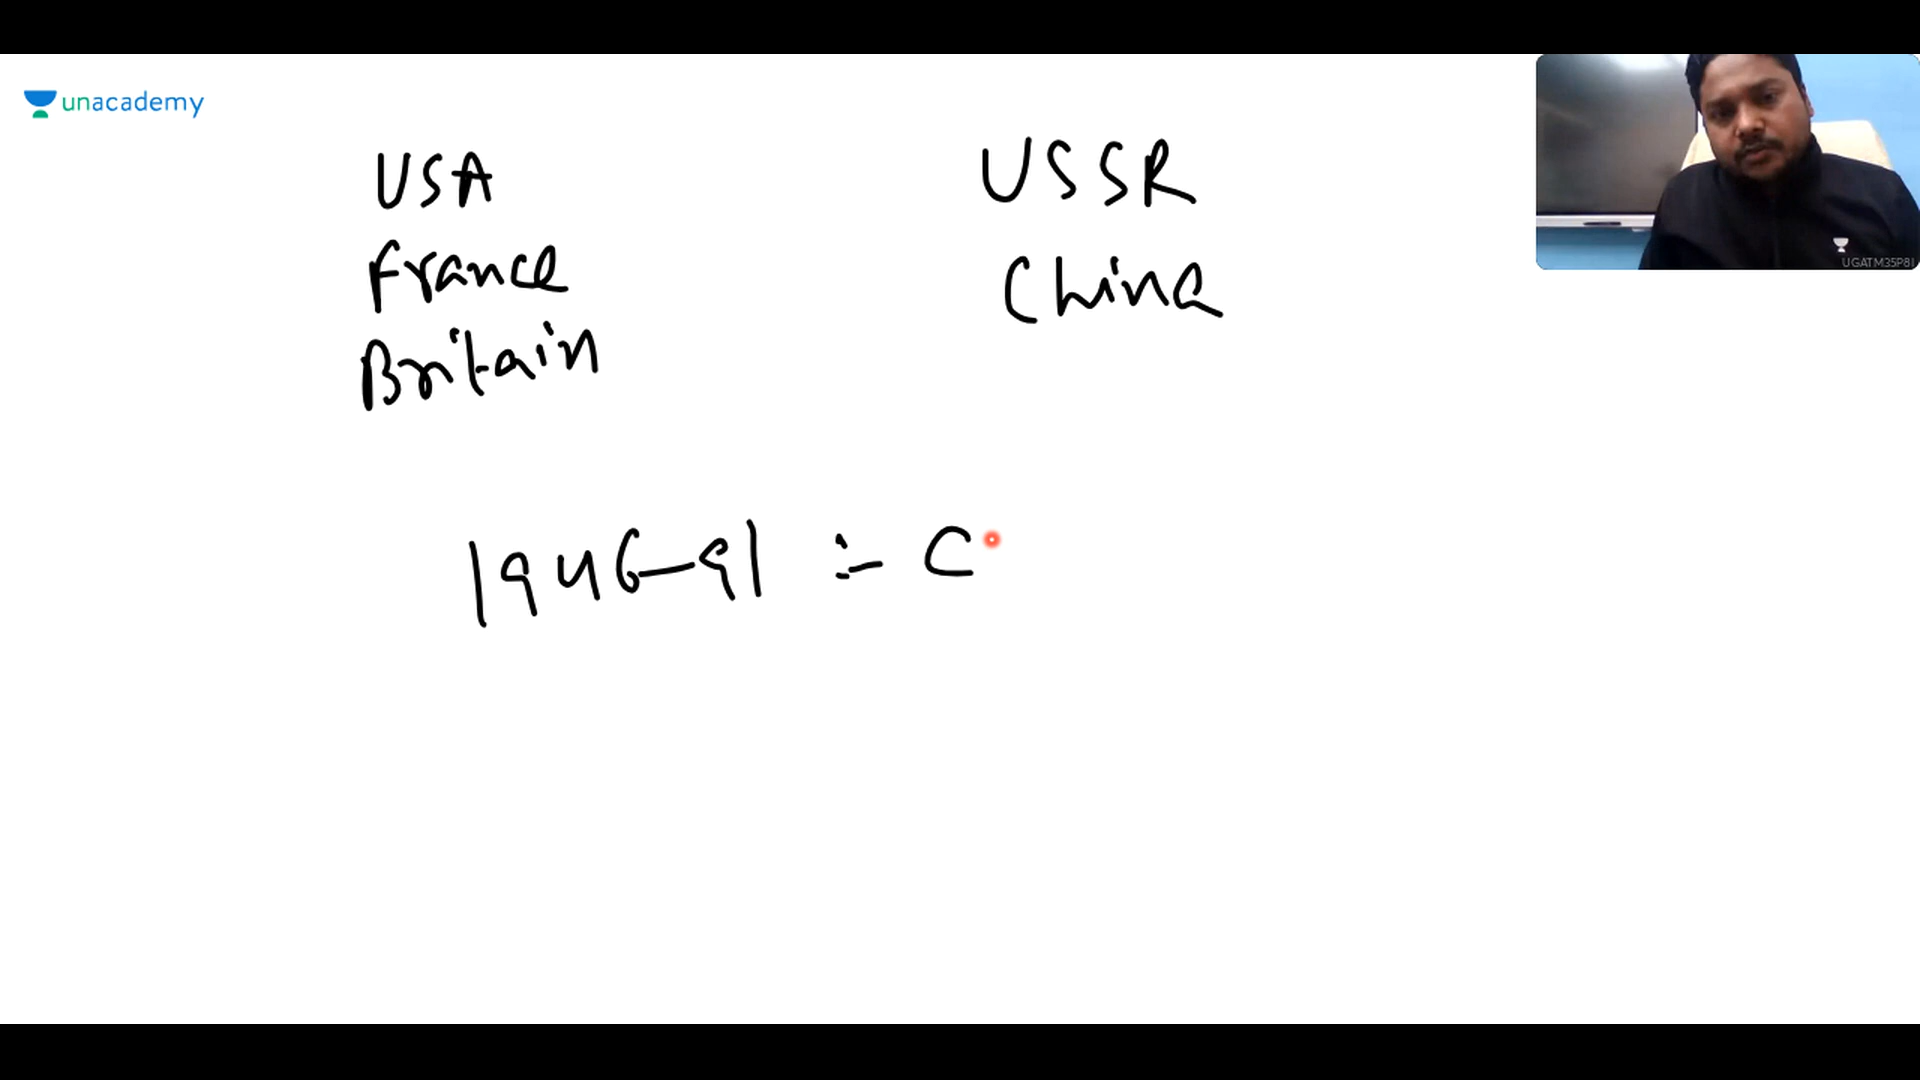 unacademy
USA
France
Britain
USSR
China
1946-91 :- C
UGATM35P8I